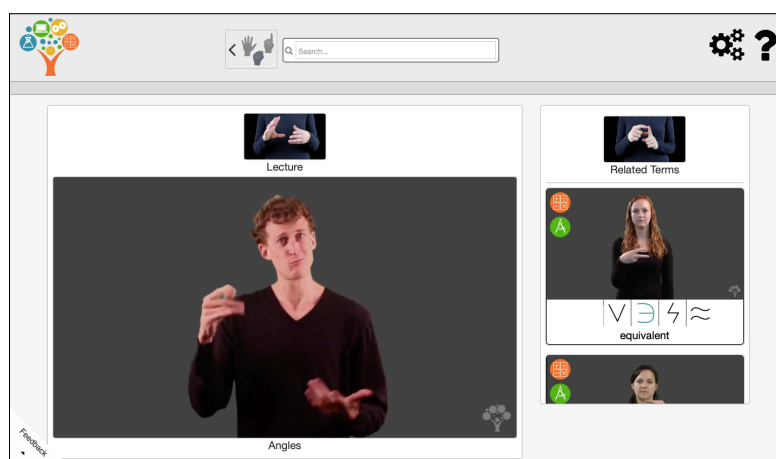 Search...
Lecture
Angles
Related Terms
equivalent
Feedback